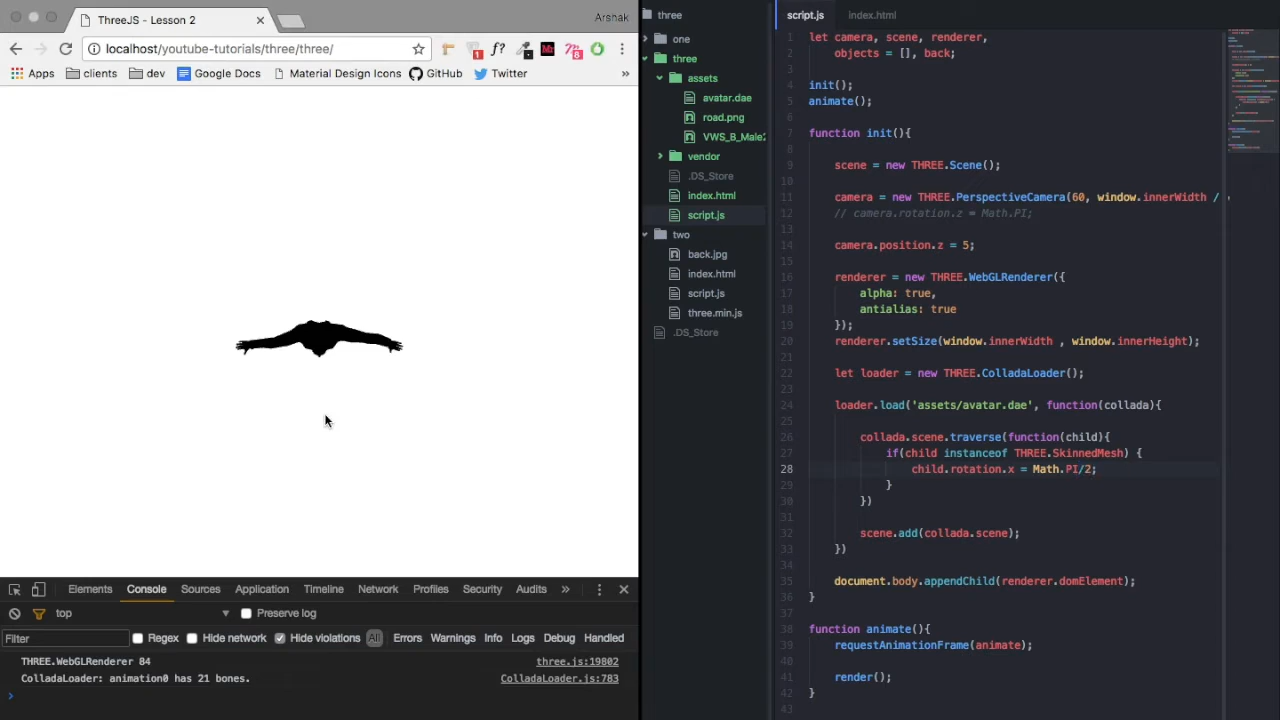 ThreeJS - Lesson 2
Arshak
localhost/youtube-tutorials/three/three/
1
f?
Mr
8
Apps
clients
dev
Google Docs
Material Design Icons
GitHub
Twitter
»
Elements
Console
Sources
Application
Timeline
Network
Profiles
Security
Audits
»
top
Preserve log
Filter
Regex
Hide network
Hide violations
All
Errors
Warnings
Info
Logs
Debug
Handled
THREE.WebGLRenderer 84
three.js:19802
ColladaLoader: animation0 has 21 bones.
ColladaLoader.js:783
three
one
three
assets
avatar.dae
road.png
VWS_B_Male2
vendor
.DS_Store
index.html
script.js
two
back.jpg
index.html
script.js
three.min.js
.DS_Store
script.js
index.html
1 let camera, scene, renderer,
2 objects = [], back;
3
4 init();
5 animate();
6
7 function init(){
8
9 scene = new THREE.Scene();
10
11 camera = new THREE.PerspectiveCamera(60, window.innerWidth / 
12 // camera.rotation.z = Math.PI;
13
14 camera.position.z = 5;
15
16 renderer = new THREE.WebGLRenderer({
17 alpha: true,
18 antialias: true
19 });
20 renderer.setSize(window.innerWidth , window.innerHeight);
21
22 let loader = new THREE.ColladaLoader();
23
24 loader.load('assets/avatar.dae', function(collada){
25
26 collada.scene.traverse(function(child){
27 if(child instanceof THREE.SkinnedMesh) {
28 child.rotation.x = Math.PI/2;
29 }
30 })
31
32 scene.add(collada.scene);
33 })
34
35 document.body.appendChild(renderer.domElement);
36 }
37
38 function animate(){
39 requestAnimationFrame(animate);
40
41 render();
42 }
43